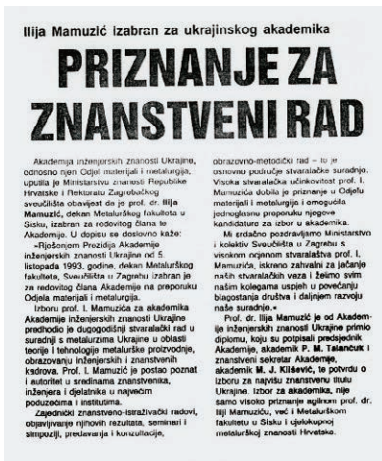 Ilija Mamuzić izabran za ukrajinskog akademika
PRIZNANJE ZA
ZNANSTVENI RAD
Akademija inženjerskih znanosti Ukrajine,
odnosno njen Odjel materijali i metalurgija,
uputila je Ministarstvu znanosti Republike
Hrvatske i Rektoratu Zagrebačkog
sveučilišta obavijest da je prof. dr. Ilija
Mamuzić, dekan Metalurškog fakulteta u
Sisku, izabran za redovitog člana te
Akademije. U dopisu se doslovno kaže:
«Rješenjem Prezidija Akademije
inženjerskih znanosti Ukrajine od 5.
listopada 1993. godine, dekan Metalurškog
fakulteta, Sveučilišta u Zagrebu izabran je
za redovitog člana Akademije na preporuku
Odjela materijali i metalurgija.
Izboru prof. I. Mamuzića za akademika
Akademije inženjerskih znanosti Ukrajine
predhodio je dugogodišnji stvaralački rad u
suradnji s metalurzima Ukrajine u oblasti
teorije i tehnologije metalurške proizvodnje,
obrazovanju inženjerskih i znanstvenih
kadrova. Prof. I. Mamuzić je postao poznat
i autoritet u sredinama znanstvenika,
inženjera i djelatnika u najvećim
poduzećima i institutima.
Zajednički znanstveno-istraživački radovi,
objavljivanje njihovih rezultata, seminari i
simpoziji, predavanja i konzultacije,
obrazovno-metodički rad – to je
osnovno područje stvaralačke suradnje.
Visoka stvaralačka učinkovitost prof. I.
Mamuzića dobila je priznanje u Odjelu
materijali i metalurgija i omogućila
jednoglasnu preporuku njegove
kandidature za izbor u akademika.
Mi srdačno pozdravljamo Ministarstvo
i kolektiv Sveučilišta u Zagrebu s
visokom ocjenom stvaralaštva prof. I.
Mamuzića, iskreno zahvalni za jačanje
naših stvaralačkih veza i želimo svim
našim kolegama uspjeh u povećanju
blagostanja društva i daljnjem razvoju
naše suradnje.»
Prof. dr. Ilija Mamuzić je od Akadem-
ije inženjerskih znanosti Ukrajine primio
diplomu, koju su potpisali predsjednik
Akademije, akademik P. M. Talančuk i
znanstveni sekretar Akademije,
akademik M. J. Kliševič, te potvrdu o
izboru za najvišu znanstvenu titulu
Ukrajine. Izbor za akademika, nije
samo visoko priznanje agilnom prof. dr.
Iliji Mamuziću, već i Metalurškom
fakultetu u Sisku i cjelokupnoj
metalurškoj znanosti Hrvatske.